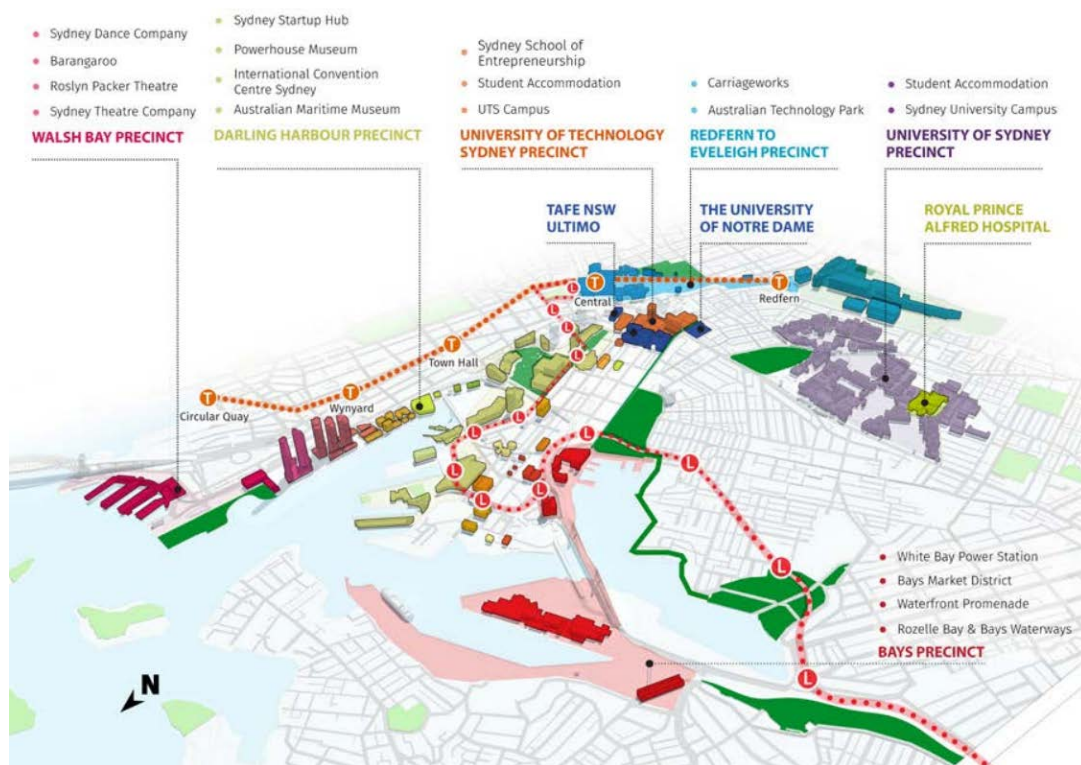 Sydney Dance Company
Barangaroo
Roslyn Packer Theatre
Sydney Theatre Company
WALSH BAY PRECINCT
Sydney Startup Hub
Powerhouse Museum
International Convention
Centre Sydney
Australian Maritime Museum
DARLING HARBOUR PRECINCT
Sydney School of
Entrepreneurship
Student Accommodation
UTS Campus
UNIVERSITY OF TECHNOLOGY
SYDNEY PRECINCT
Carriageworks
Australian Technology Park
REDFERN TO
EVELEIGH PRECINCT
Student Accommodation
Sydney University Campus
UNIVERSITY OF SYDNEY
PRECINCT
TAFE NSW
ULTIMO
THE UNIVERSITY
OF NOTRE DAME
ROYAL PRINCE
ALFRED HOSPITAL
T
Central
T
Redfern
L
L
L
L
T
Town Hall
T
Wynyard
T
Circular Quay
L
L
L
L
L
L
L
L
L
White Bay Power Station
Bays Market District
Waterfront Promenade
Rozelle Bay & Bays Waterways
BAYS PRECINCT
N